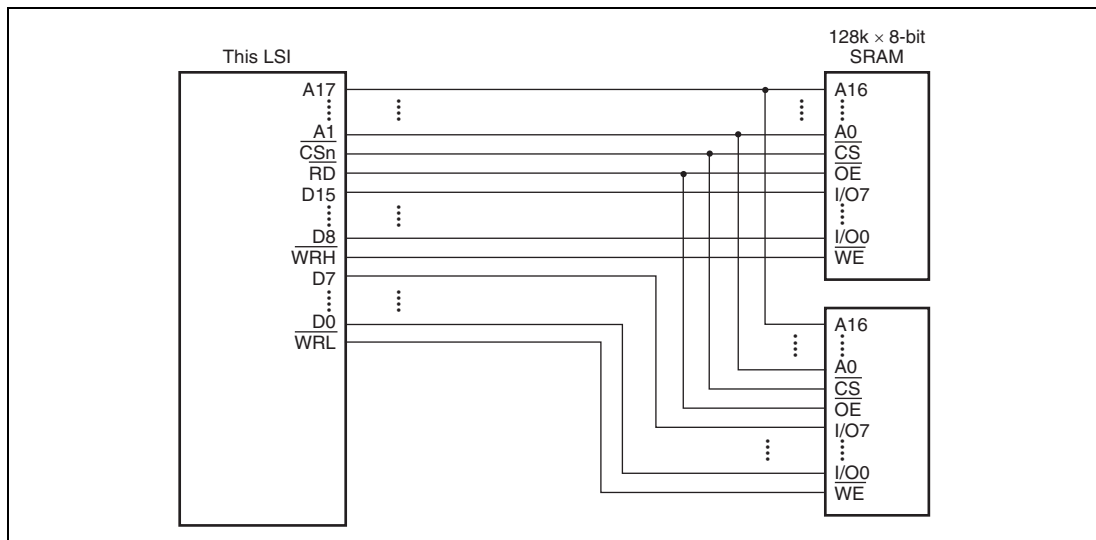 128k × 8-bit
SRAM
This LSI
A17
A1
CSn
RD
D15
D8
WRH
D7
D0
WRL
A16
A0
CS
OE
I/O7
I/O0
WE
A16
A0
CS
OE
I/O7
I/O0
WE